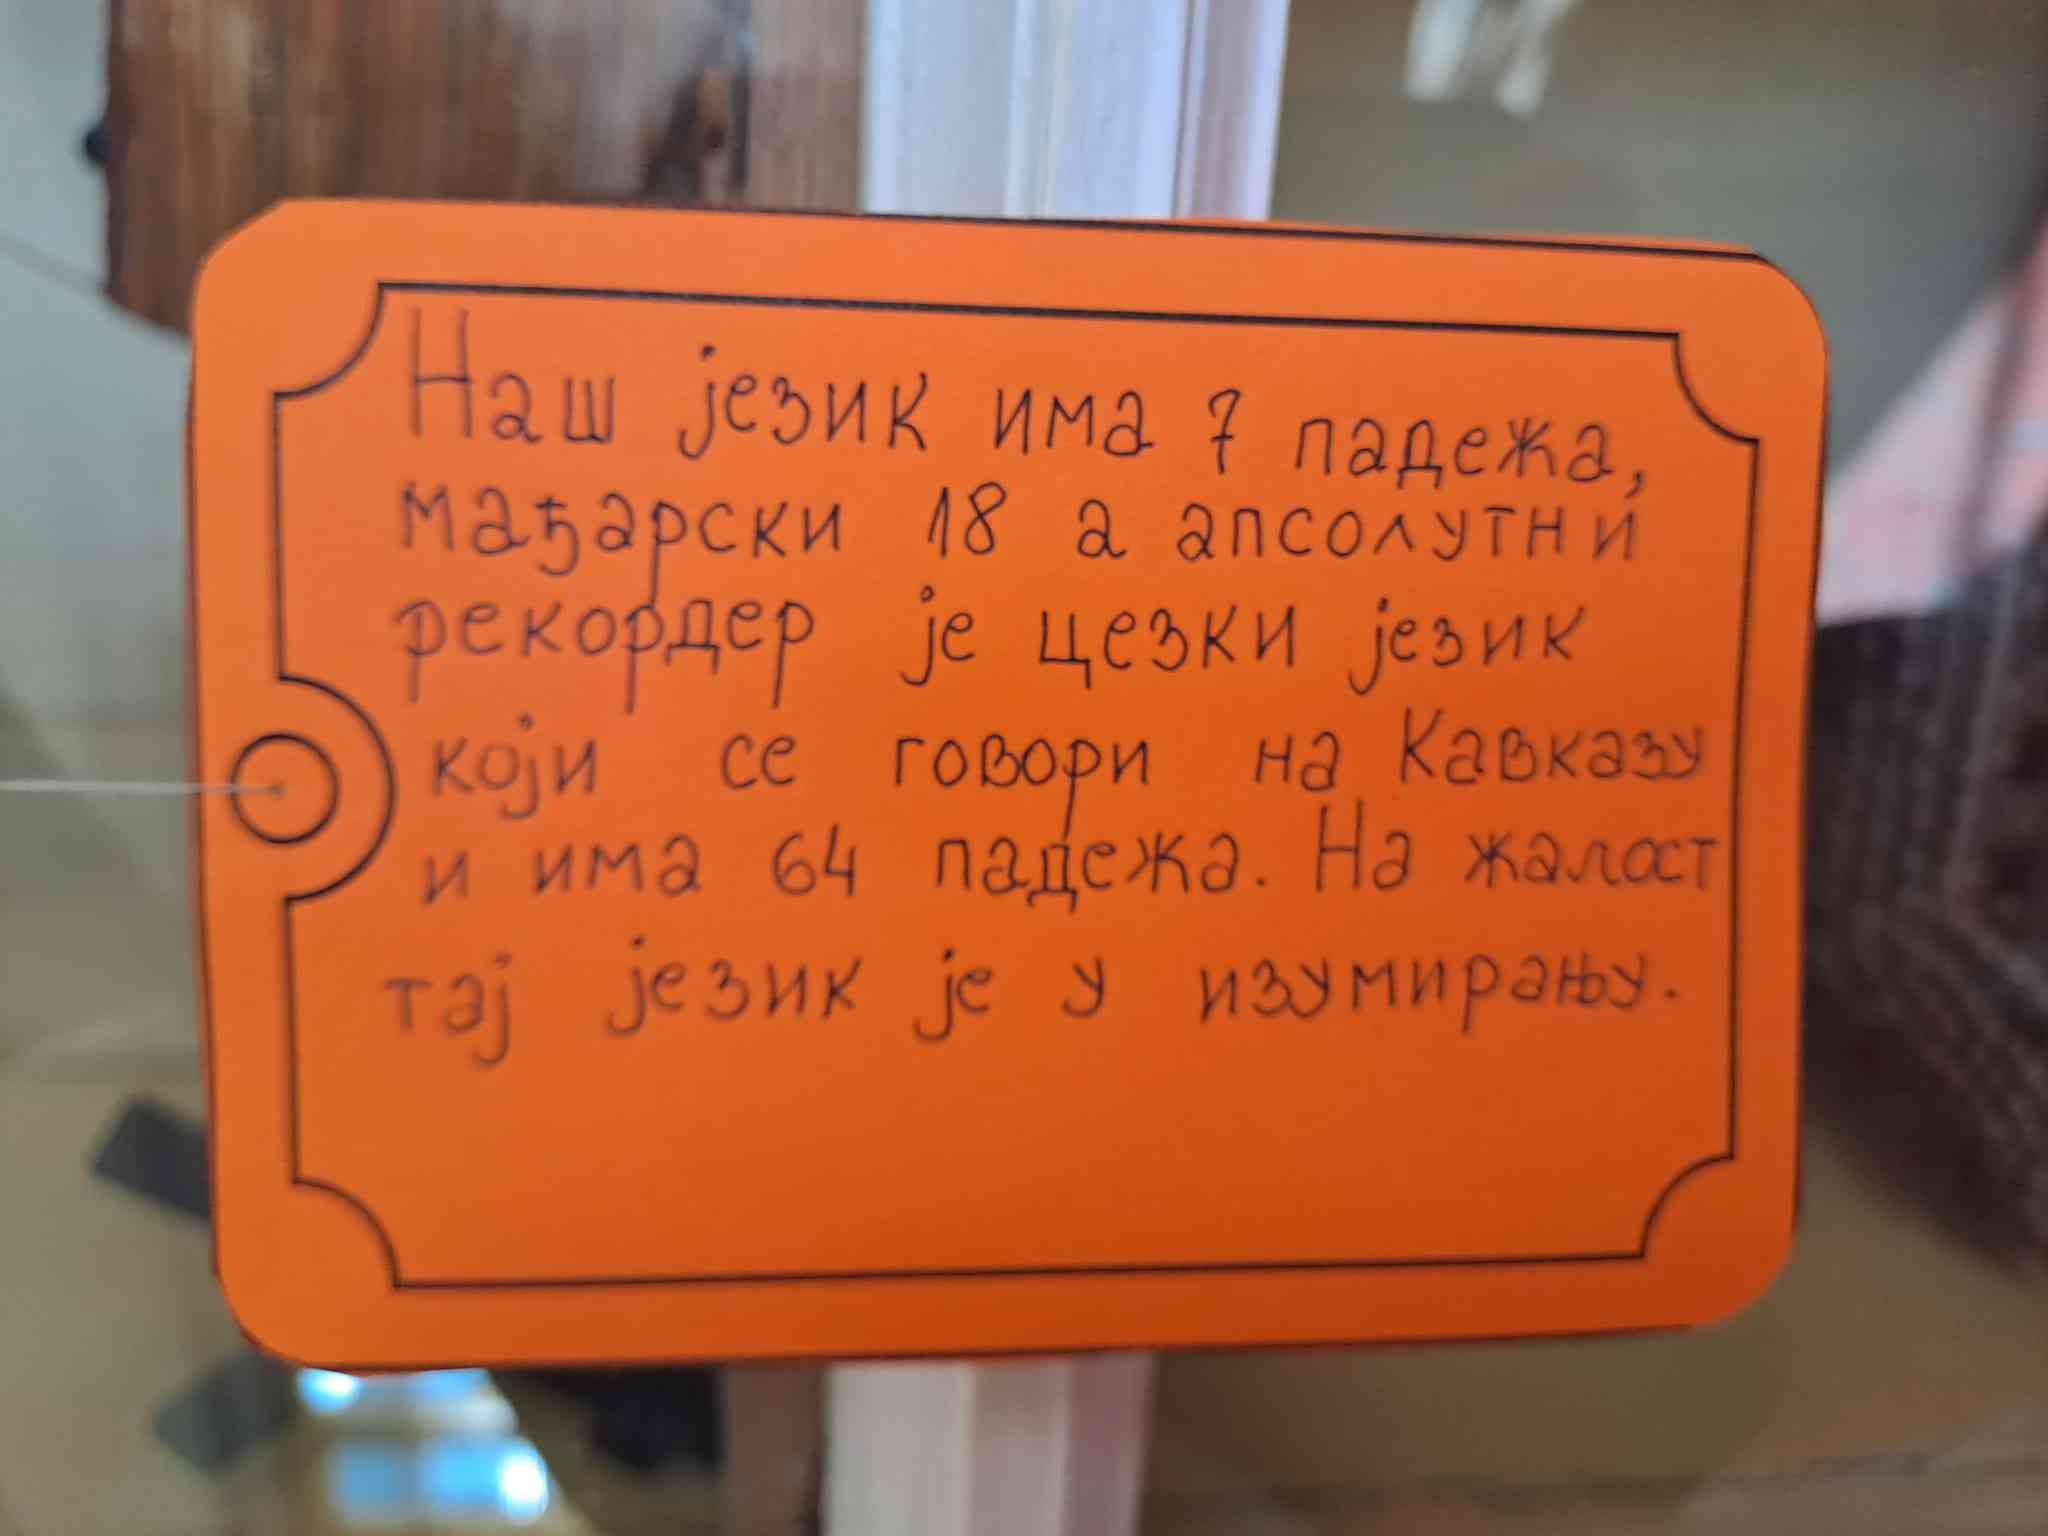 Наш језик има 7 падежа,
мађарски 18 а апсолутни
рекордер је цезки језик
који се говори на Кавказу
и има 64 падежа. На жалост
тај језик је у изумирању.